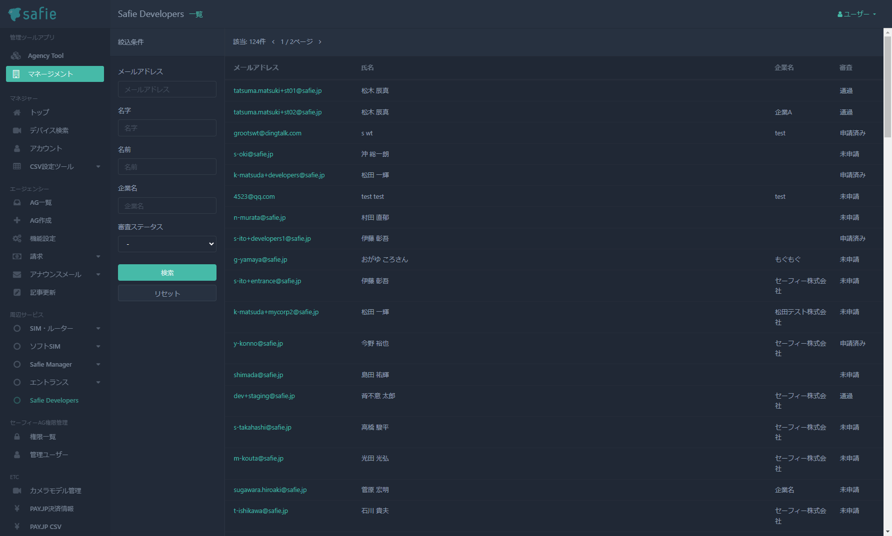 safie
Safie Developers 一覧
ユーザー
管理ツールアプリ
Agency Tool
マネージメント
マネジャー
トップ
デバイス検索
アカウント
CSV設定ツール
エージェンシー
AG一覧
AG作成
機能設定
請求
アナウンスメール
記事更新
周辺サービス
SIM・ルーター
ソフトSIM
Safie Manager
エントランス
Safie Developers
セーフィーAG権限管理
権限一覧
管理ユーザー
ETC
カメラモデル管理
PAYJP決済情報
PAYJP CSV
絞込条件
メールアドレス
メールアドレス
名字
名字
名前
名前
企業名
企業名
審査ステータス
-
検索
リセット
該当: 124件 ‹ 1 / 2ページ ›
メールアドレス 氏名 企業名 審査
tatsuma.matsuki+st01@safie.jp 松木 辰真 通過
tatsuma.matsuki+st02@safie.jp 松木 辰真 企業A 通過
grootswt@dingtalk.com s wt test 申請済み
s-oki@safie.jp 沖 総一朗 未申請
k-matsuda+developers@safie.jp 松田 一輝 申請済み
4523@qq.com test test test 未申請
n-murata@safie.jp 村田 直郁 未申請
s-ito+developers1@safie.jp 伊藤 彰吾 申請済み
g-yamaya@safie.jp おがゆ ころさん もぐもぐ 未申請
s-ito+entrance@safie.jp 伊藤 彰吾 セーフィー株式会社 未申請
k-matsuda+mycorp2@safie.jp 松田 一輝 松田テスト株式会社 未申請
y-konno@safie.jp 今野 裕也 セーフィー株式会社 申請済み
shimada@safie.jp 島田 祐輝 未申請
dev+staging@safie.jp 背不意 太郎 セーフィー株式会社 通過
s-takahashi@safie.jp 高橋 駿平 セーフィー株式会社 未申請
m-kouta@safie.jp 光田 光弘 セーフィー株式会社 未申請
sugawara.hiroaki@safie.jp 菅原 宏明 企業名 未申請
t-ishikawa@safie.jp 石川 貴夫 セーフィー株式会社 未申請